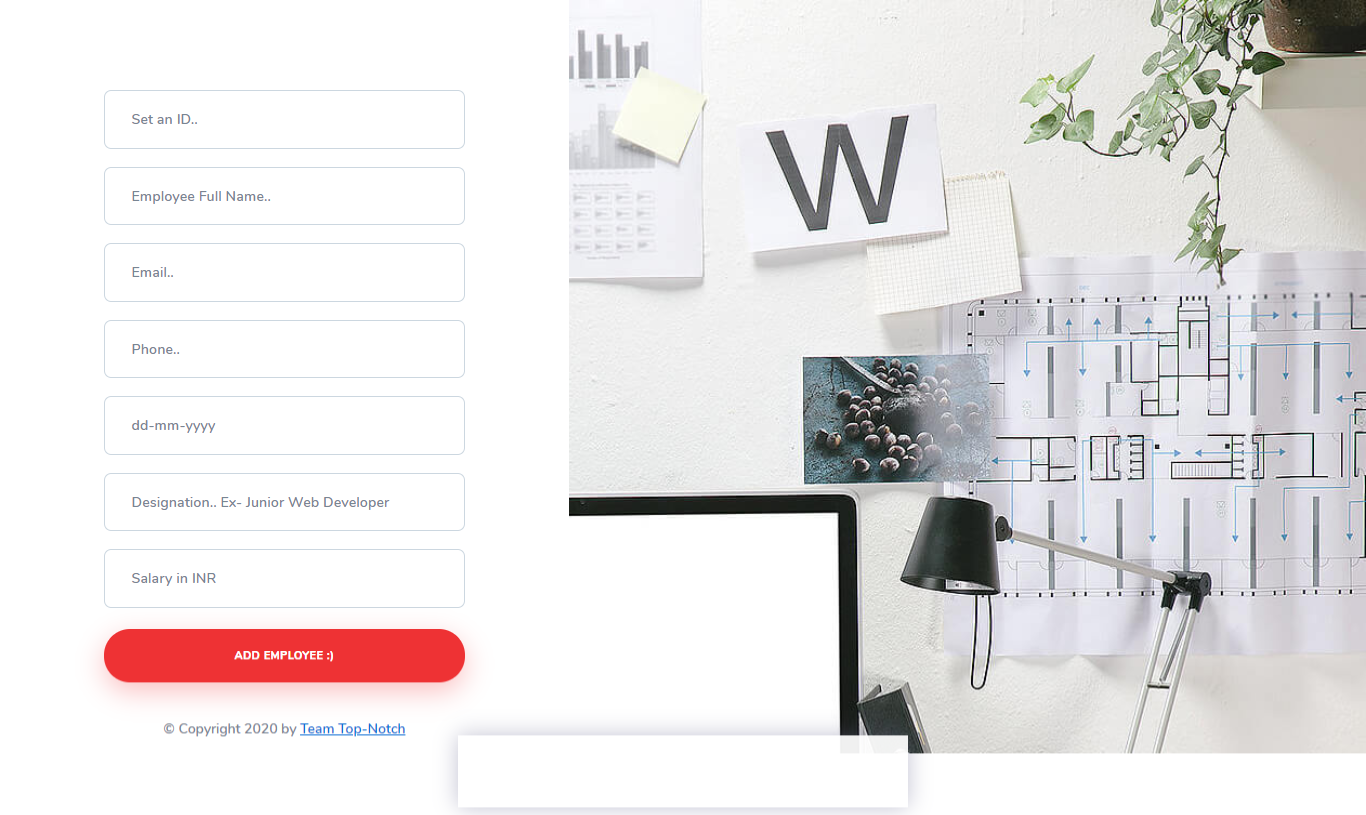 Set an ID..
Employee Full Name..
Email..
Phone..
dd-mm-yyyy
Designation.. Ex- Junior Web Developer
Salary in INR
ADD EMPLOYEE :)
© Copyright 2020 by Team Top-Notch
W